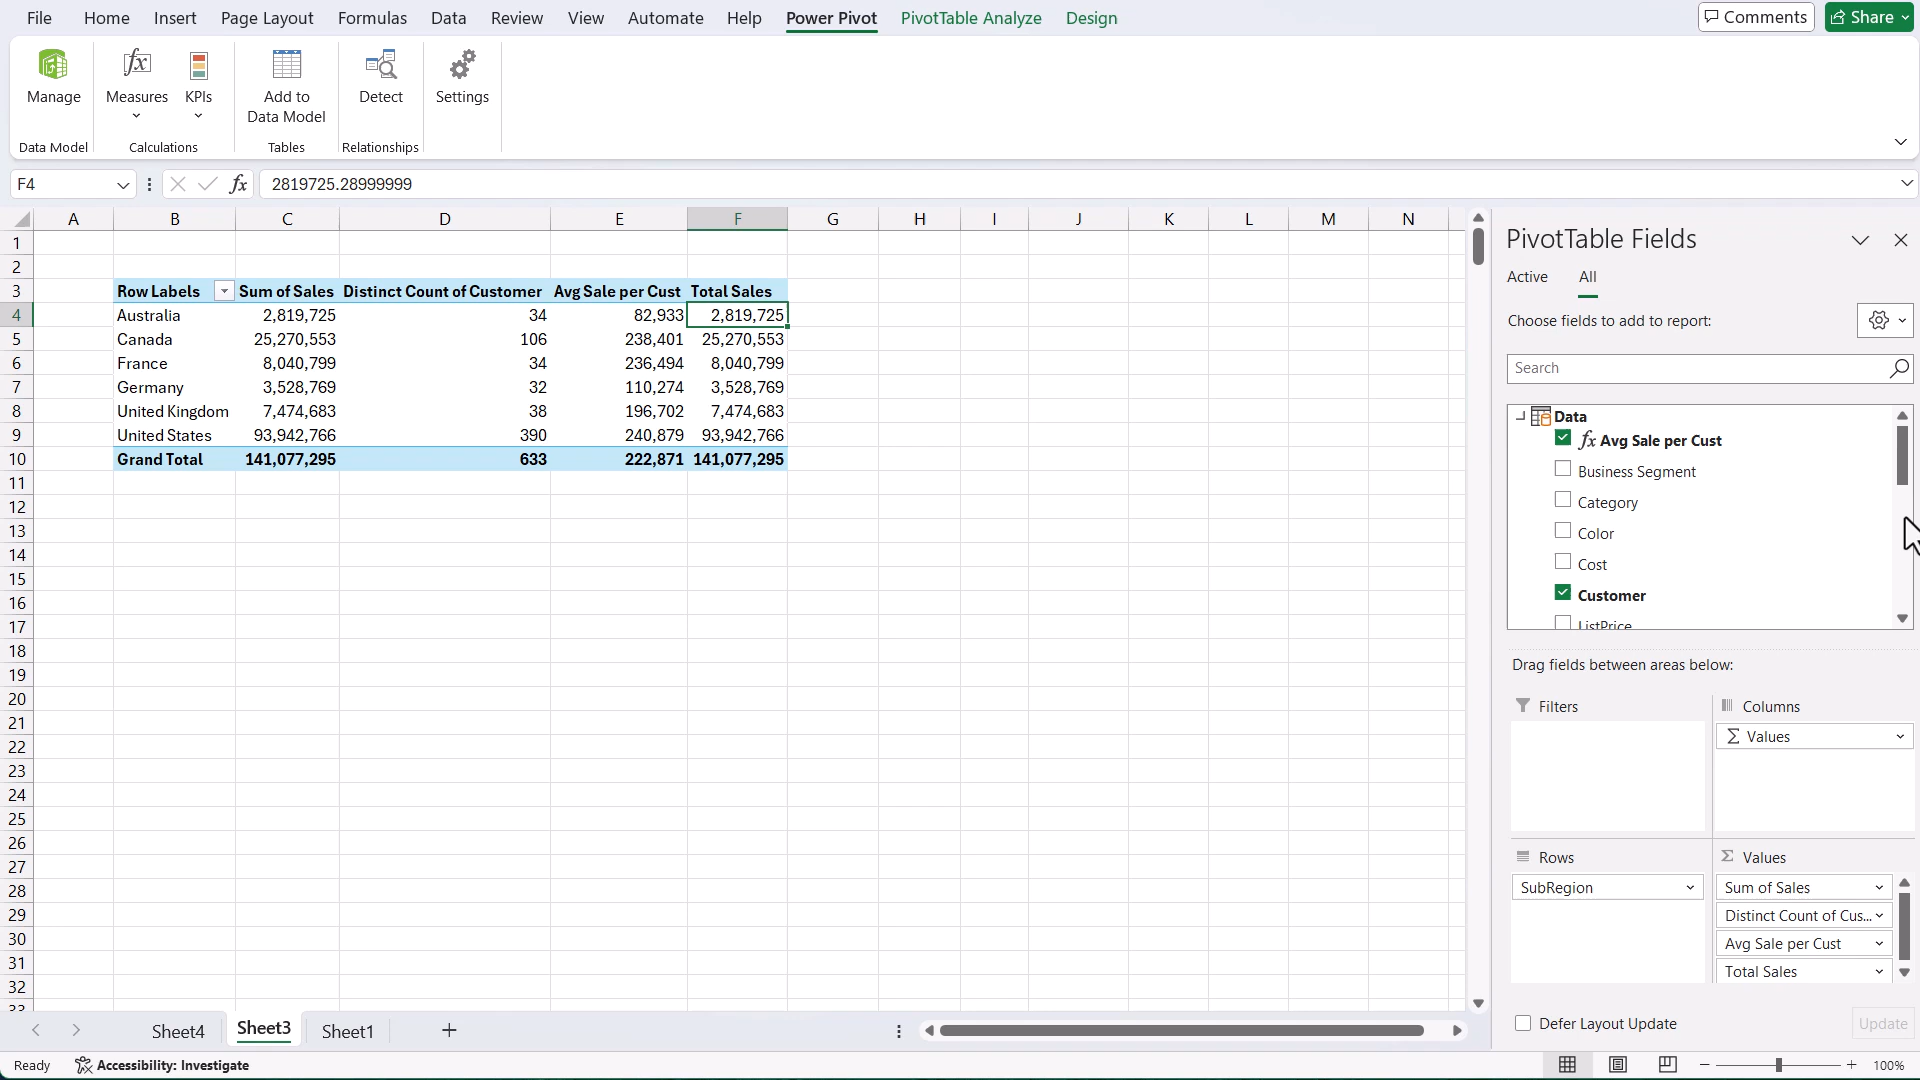 File Home Insert Page Layout Formulas Data Review View Automate Help Power Pivot PivotTable Analyze Design Comments Share
Manage Measures KPIs Add to Data Model Detect Settings
Data Model Calculations Tables Relationships
F4 fx 2819725.28999999
A B C D E F G H I J K L M N
1
2
3 Row Labels Sum of Sales Distinct Count of Customer Avg Sale per Cust Total Sales
4 Australia 2,819,725 34 82,933 2,819,725
5 Canada 25,270,553 106 238,401 25,270,553
6 France 8,040,799 34 236,494 8,040,799
7 Germany 3,528,769 32 110,274 3,528,769
8 United Kingdom 7,474,683 38 196,702 7,474,683
9 United States 93,942,766 390 240,879 93,942,766
10 Grand Total 141,077,295 633 222,871 141,077,295
11
12
13
14
15
16
17
18
19
20
21
22
23
24
25
26
27
28
29
30
31
32
33
PivotTable Fields
Active All
Choose fields to add to report:
Search
Data
fx Avg Sale per Cust
Business Segment
Category
Color
Cost
Customer
ListPrice
Drag fields between areas below:
Filters Columns
Σ Values
Rows Σ Values
SubRegion Sum of Sales
Distinct Count of Cus...
Avg Sale per Cust
Total Sales
Defer Layout Update Update
Sheet4 Sheet3 Sheet1
Ready Accessibility: Investigate 100%